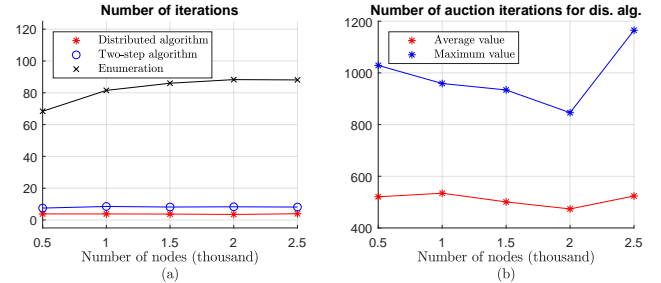 Number of iterations
120
100
80
60
40
20
0
Distributed algorithm
Two-step algorithm
Enumeration
0.5 1 1.5 2 2.5
Number of nodes (thousand)
(a)
Number of auction iterations for dis. alg.
1200
1000
800
600
400
Average value
Maximum value
0.5 1 1.5 2 2.5
Number of nodes (thousand)
(b)